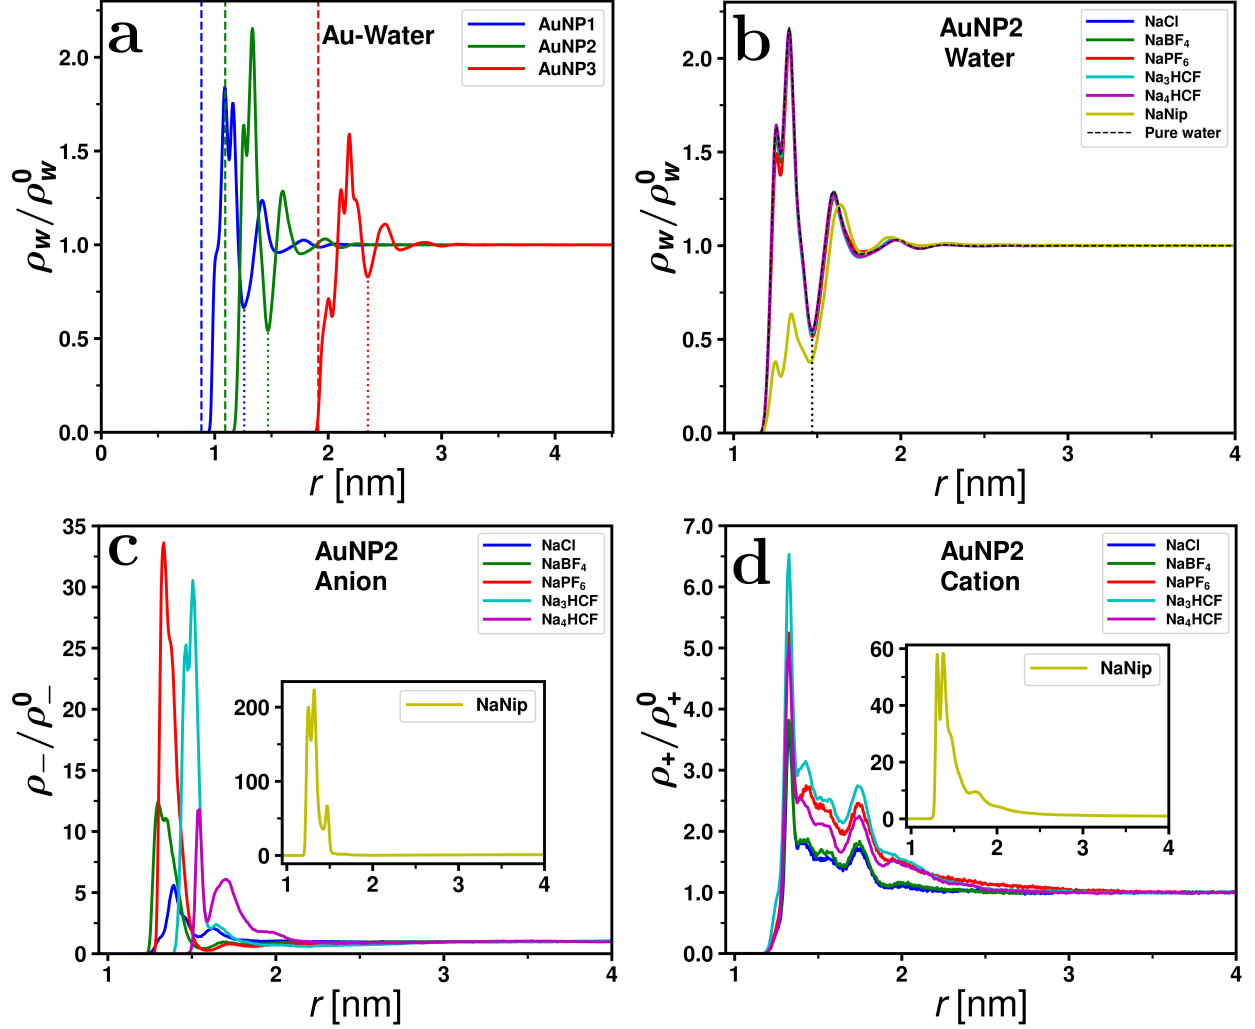 a
Au-Water
AuNP1
AuNP2
AuNP3
2.0
1.5
1.0
0.5
0.0
0
1
2
3
4
ρw/ρ⁰w
r [nm]
b
AuNP2
Water
NaCl
NaBF₄
NaPF₆
Na₃HCF
Na₄HCF
NaNip
Pure water
2.0
1.5
1.0
0.5
0.0
1
2
3
4
ρw/ρ⁰w
r [nm]
c
AuNP2
Anion
NaCl
NaBF₄
NaPF₆
Na₃HCF
Na₄HCF
35
30
25
20
15
10
5
0
1
2
3
4
ρ₋/ρ⁰₋
r [nm]
NaNip
200
100
0
1
2
3
4
d
AuNP2
Cation
NaCl
NaBF₄
NaPF₆
Na₃HCF
Na₄HCF
7.0
6.0
5.0
4.0
3.0
2.0
1.0
0.0
1
2
3
4
ρ₊/ρ⁰₊
r [nm]
NaNip
60
40
20
0
1
2
3
4